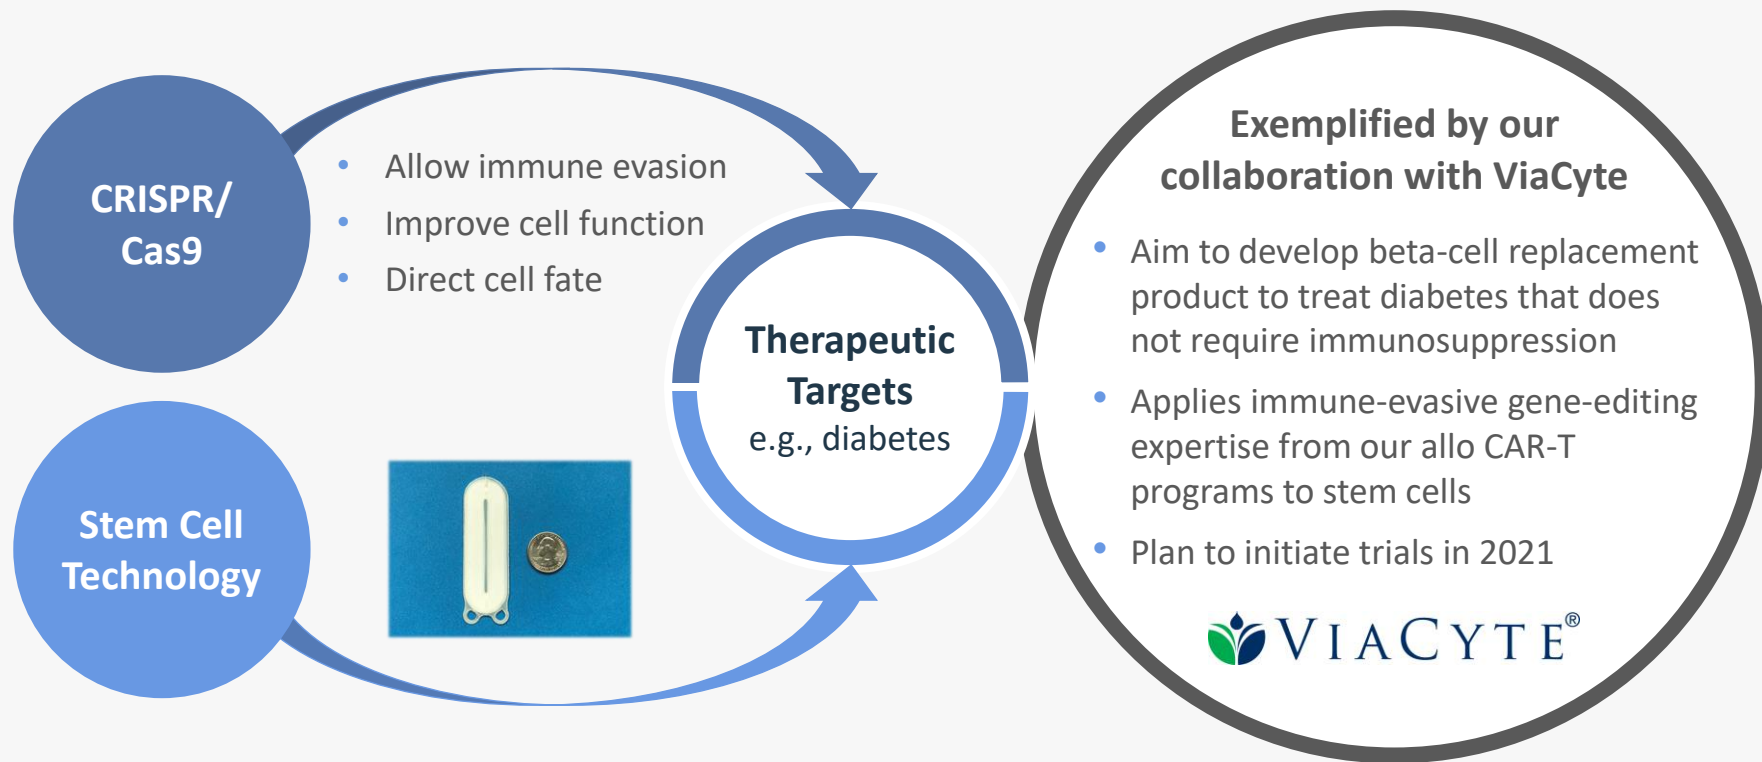 CRISPR/
Cas9
• Allow immune evasion
• Improve cell function
• Direct cell fate
Stem Cell
Technology
Therapeutic
Targets
e.g., diabetes
Exemplified by our
collaboration with ViaCyte
• Aim to develop beta-cell replacement
product to treat diabetes that does
not require immunosuppression
• Applies immune-evasive gene-editing
expertise from our allo CAR-T
programs to stem cells
• Plan to initiate trials in 2021
VIACYTE®